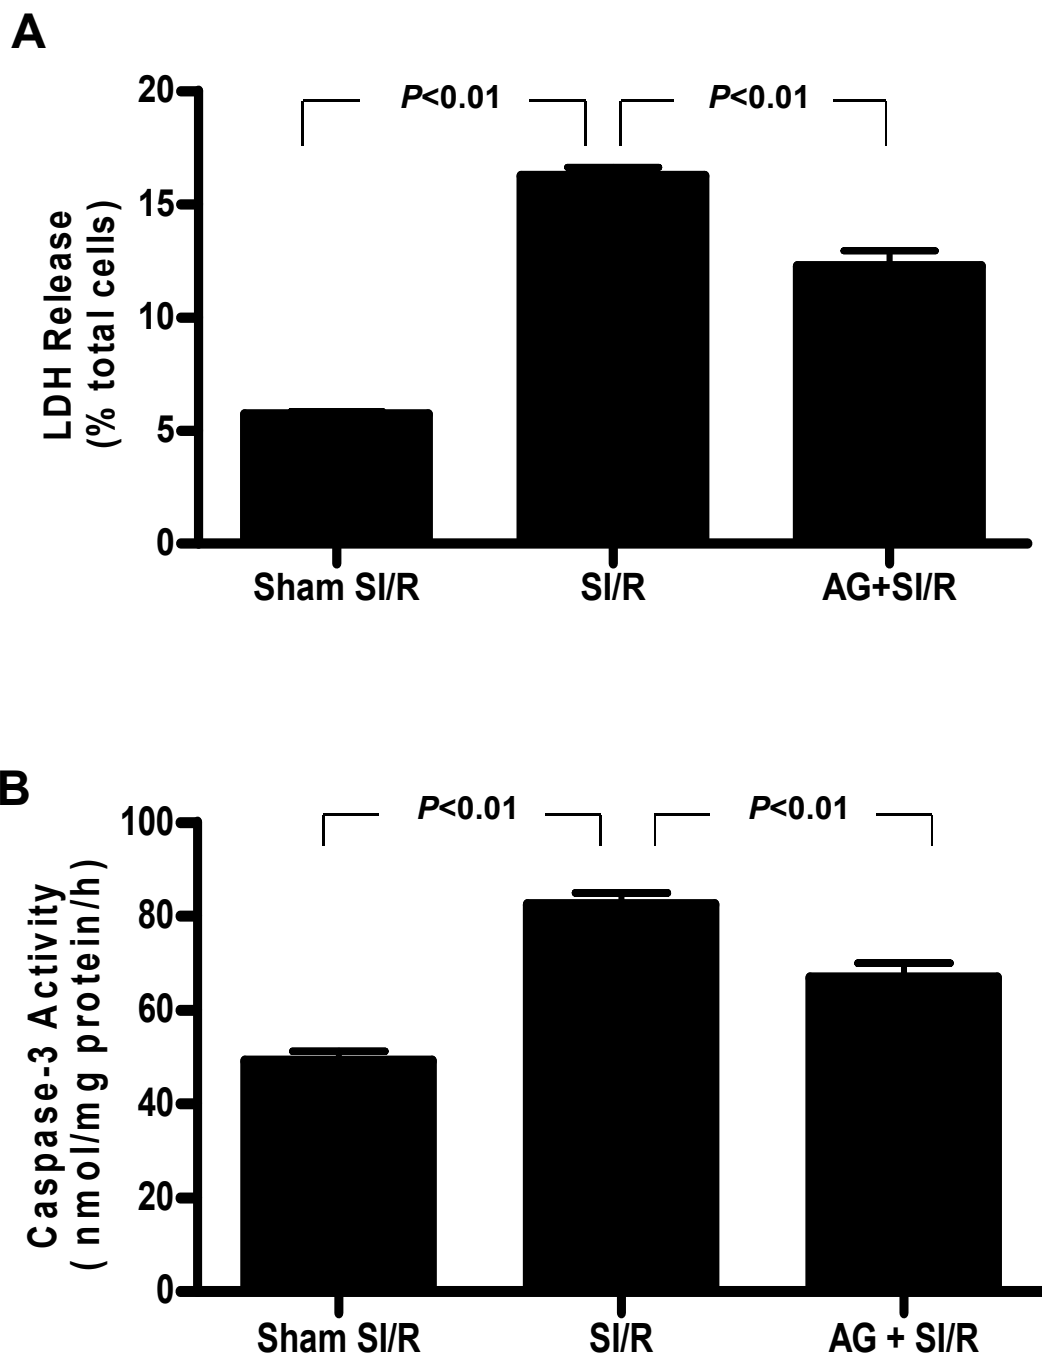 A
P<0.01 P<0.01
20
15
10
5
0
LDH Release
(% total cells)
Sham SI/R SI/R AG+SI/R
B
P<0.01 P<0.01
100
80
60
40
20
0
Caspase-3 Activity
( nmol/mg protein/h)
Sham SI/R SI/R AG + SI/R